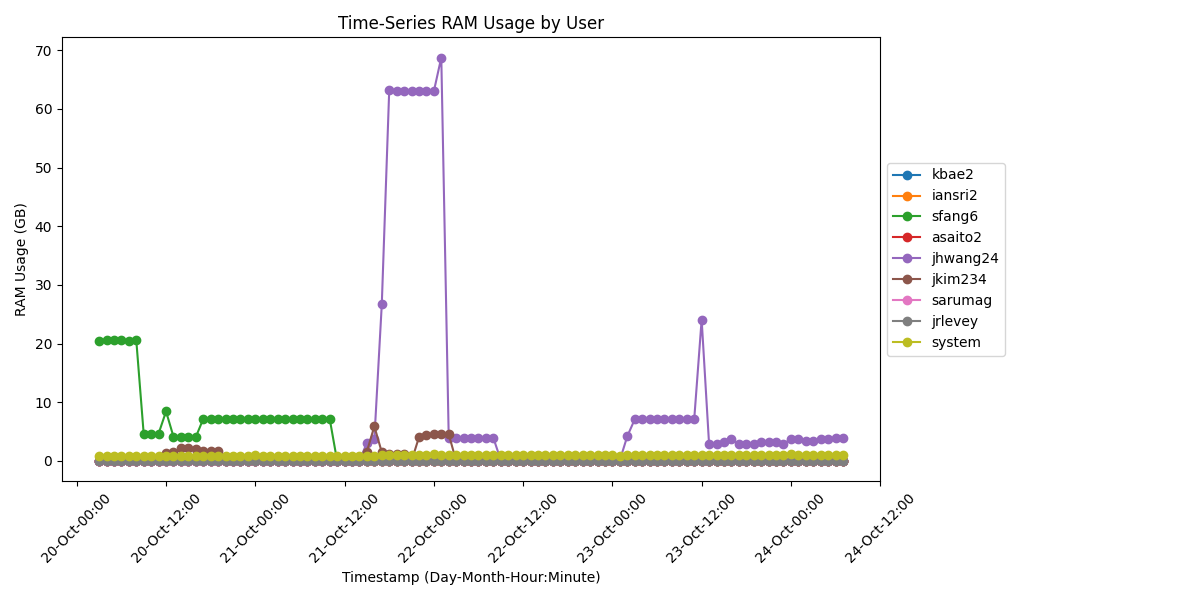 Time-Series RAM Usage by User
RAM Usage (GB)
70
60
50
40
30
20
10
0
20-Oct-00:00
20-Oct-12:00
21-Oct-00:00
21-Oct-12:00
22-Oct-00:00
22-Oct-12:00
23-Oct-00:00
23-Oct-12:00
24-Oct-00:00
24-Oct-12:00
Timestamp (Day-Month-Hour:Minute)
kbae2
iansri2
sfang6
asaito2
jhwang24
jkim234
sarumag
jrlevey
system